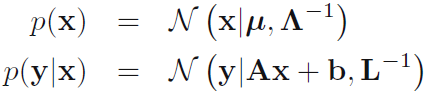 p(x) = 𝒩 (x|μ, Λ⁻¹)
p(y|x) = 𝒩 (y|Ax + b, L⁻¹)